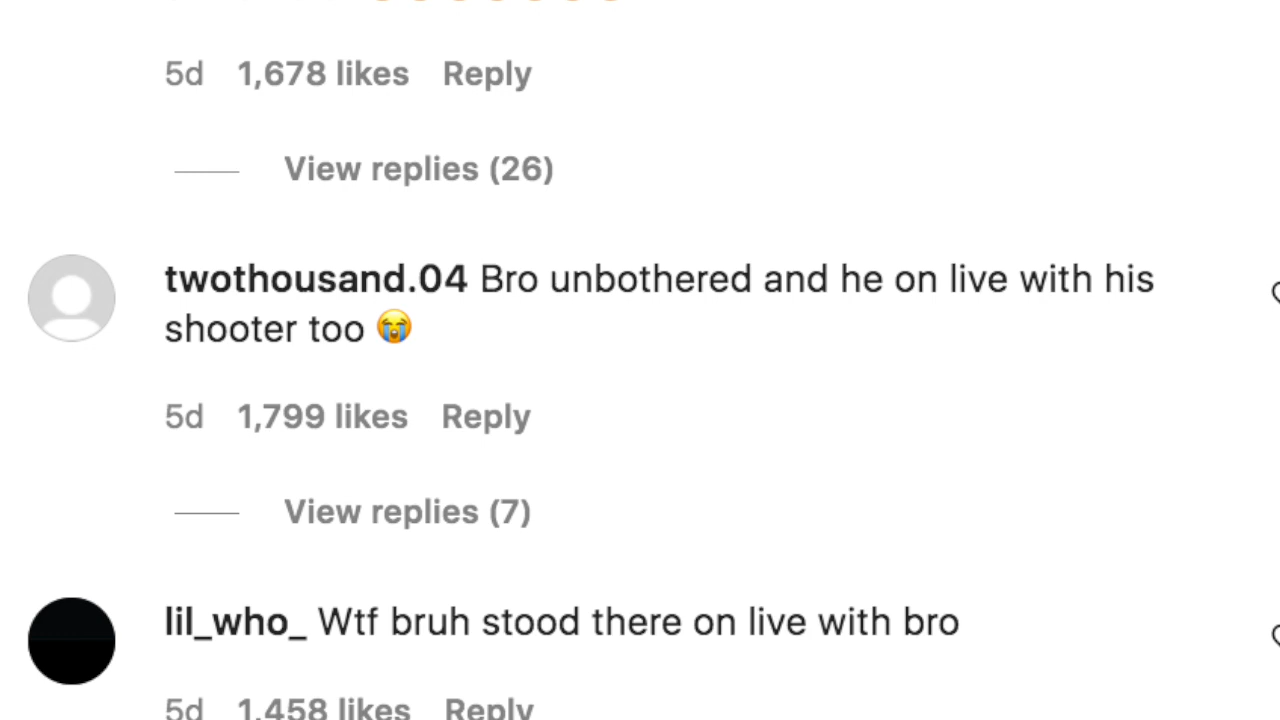 5d 1,678 likes Reply
View replies (26)
twothousand.04 Bro unbothered and he on live with his
shooter too 😭
5d 1,799 likes Reply
View replies (7)
lil_who_ Wtf bruh stood there on live with bro
5d 1,458 likes Reply